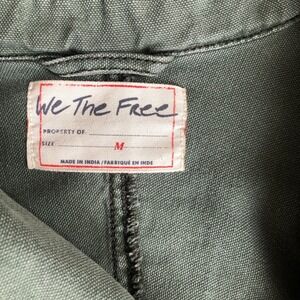 We The Free
PROPERTY OF
SIZE M
MADE IN INDIA / FABRIQUÉ EN INDE